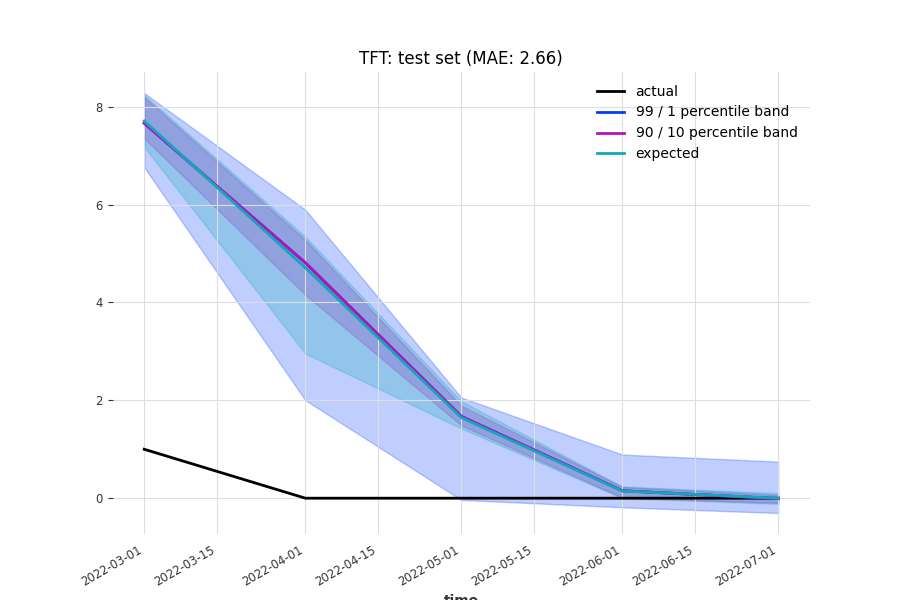 TFT: test set (MAE: 2.66)
actual
99 / 1 percentile band
90 / 10 percentile band
expected
8
6
4
2
0
2022-03-01
2022-03-15
2022-04-01
2022-04-15
2022-05-01
2022-05-15
2022-06-01
2022-06-15
2022-07-01
time